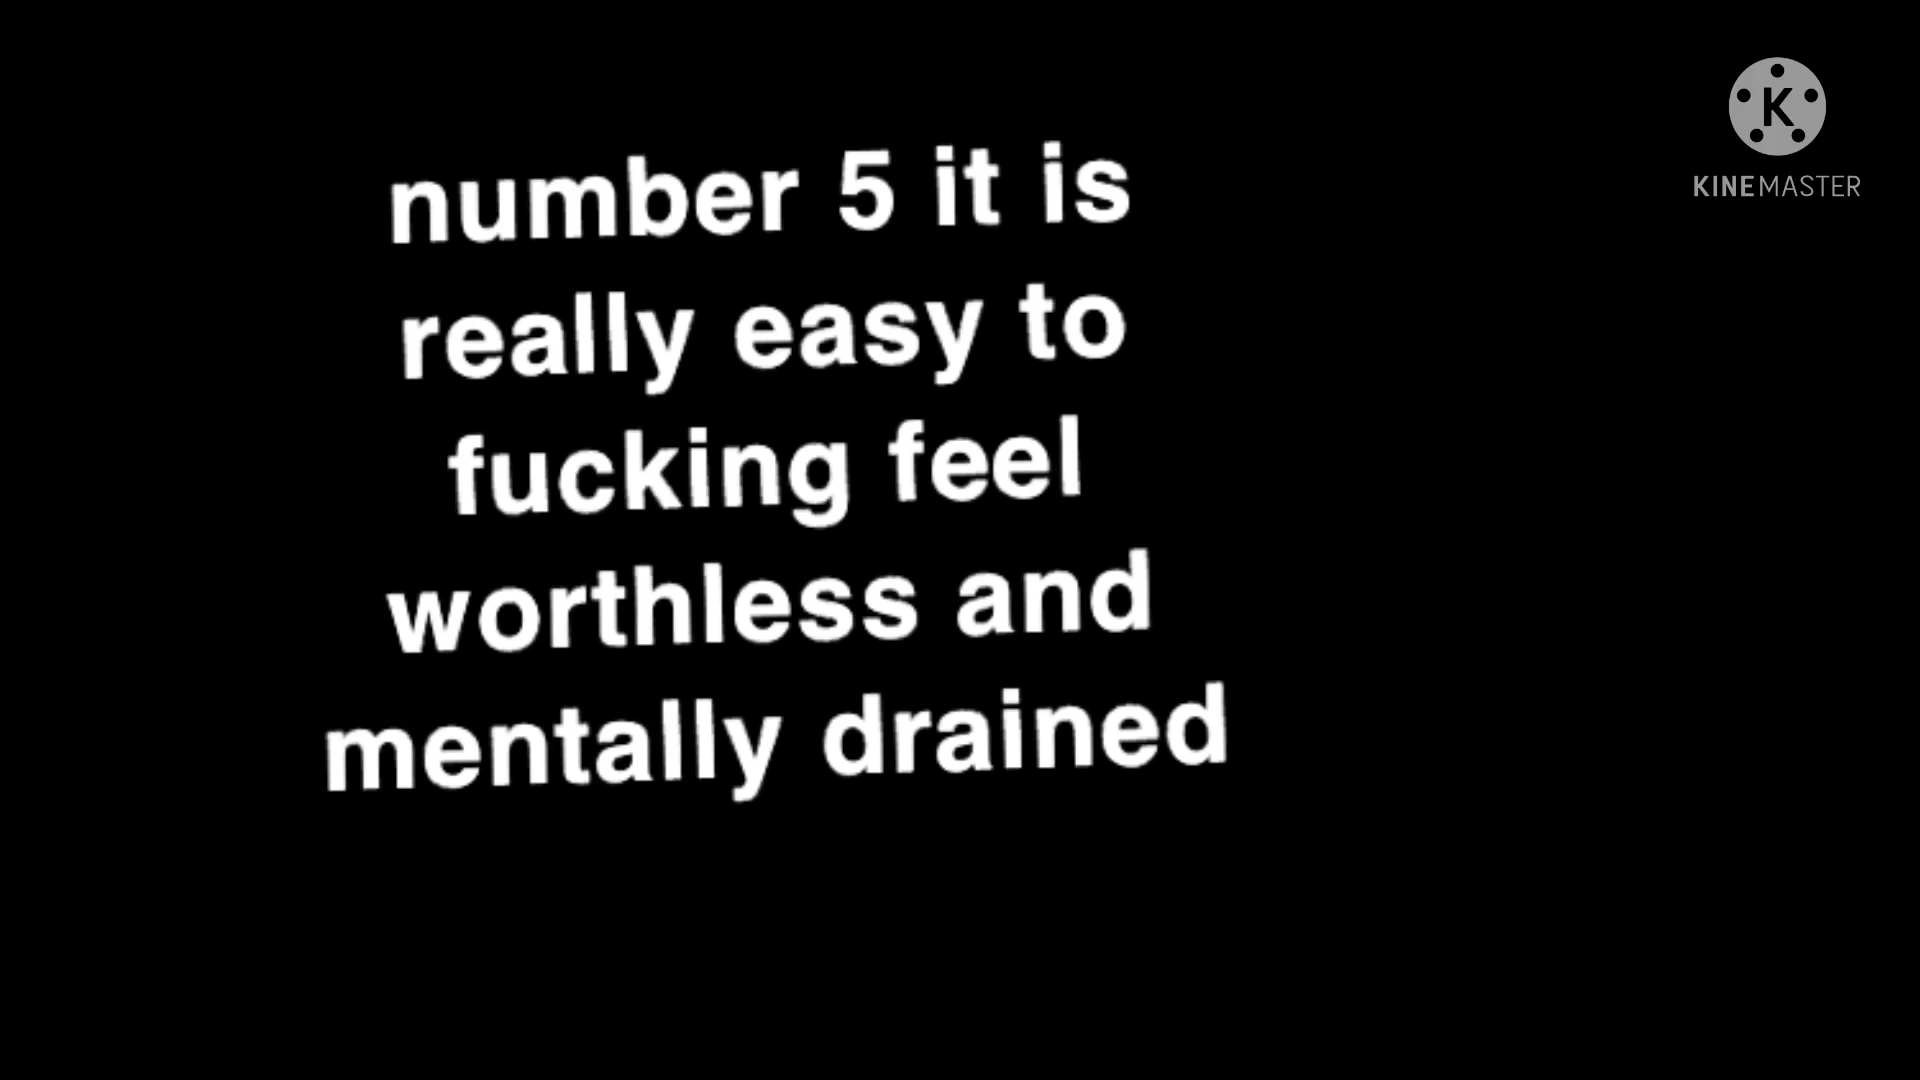 number 5 it is
really easy to
fucking feel
worthless and
mentally drained
K
KINEMASTER